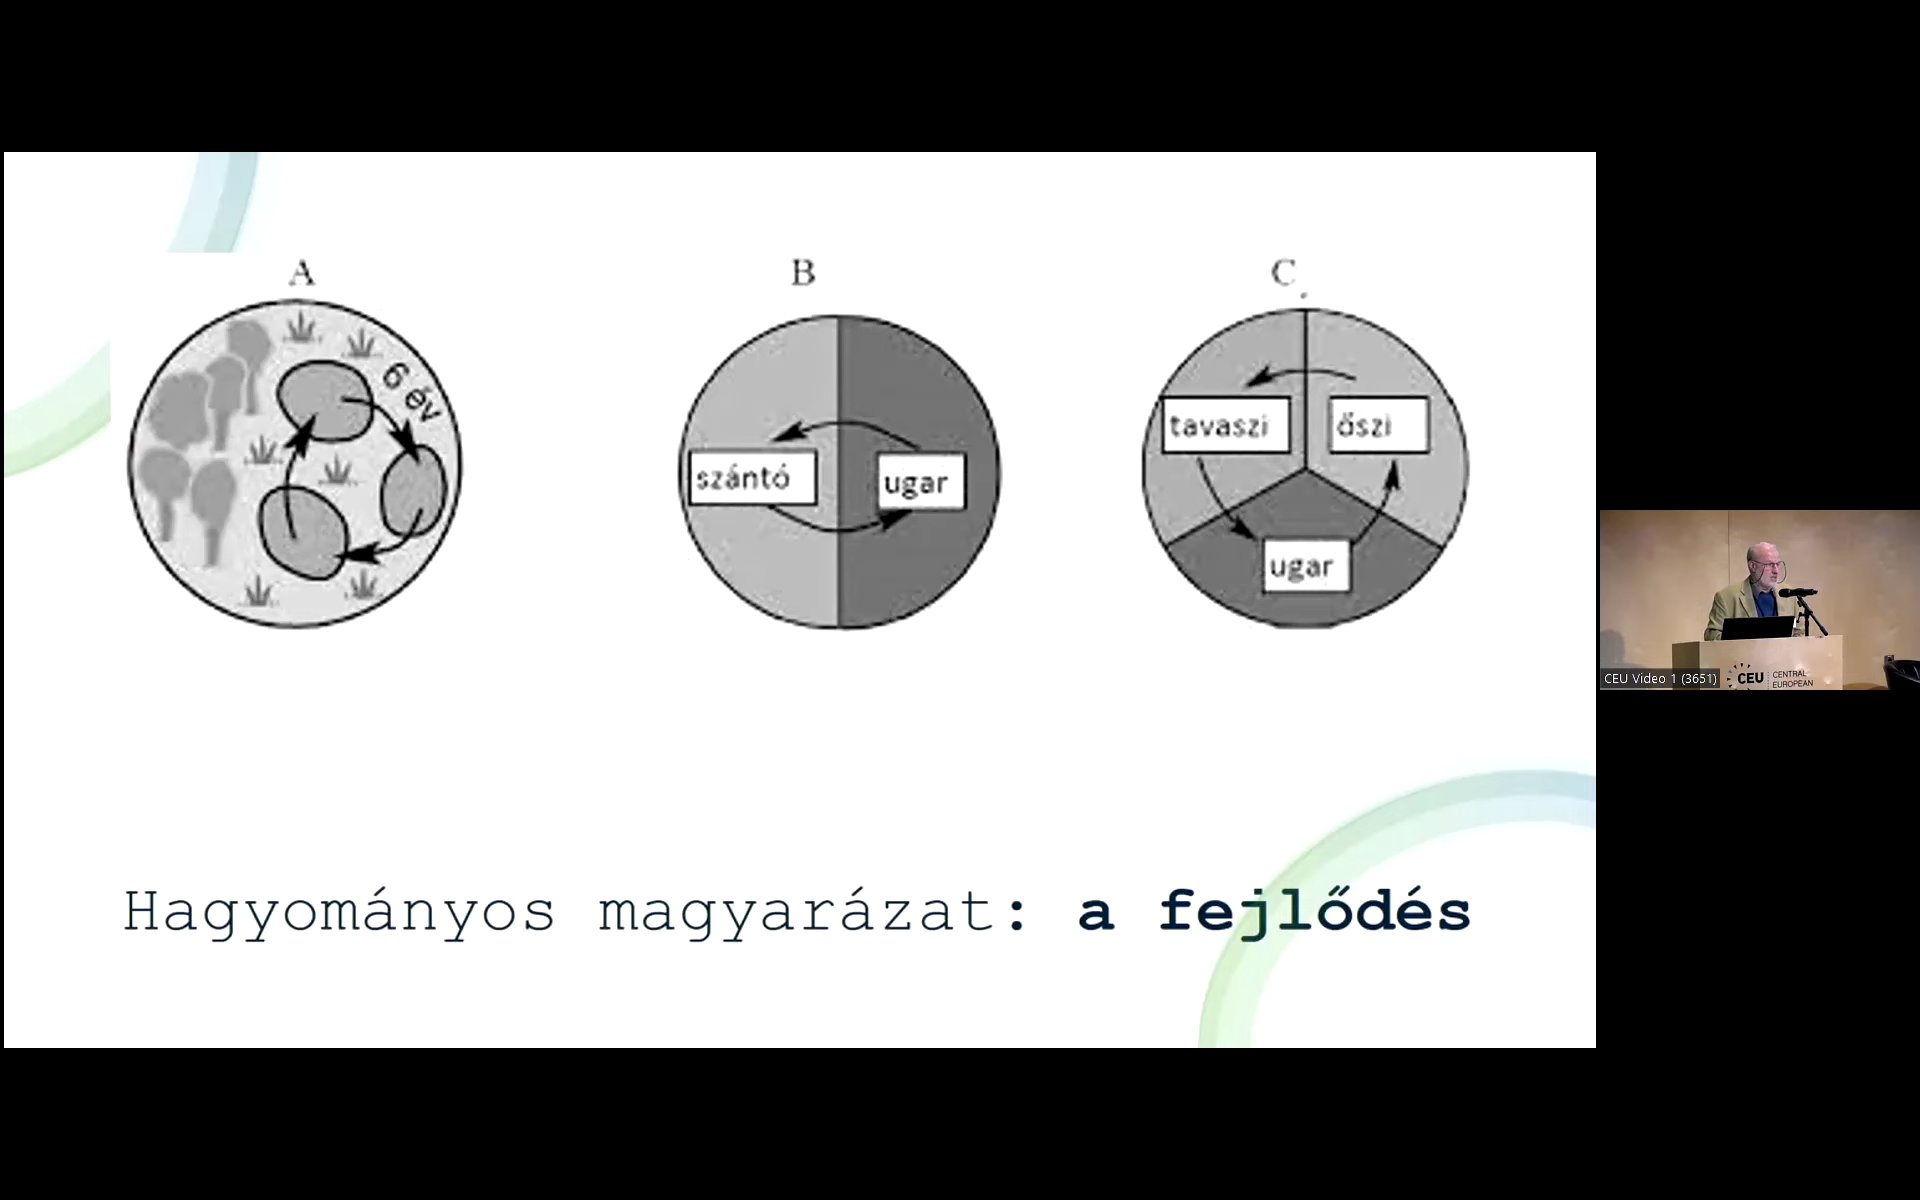 A
B
C
6 év
szántó
ugar
tavaszi
őszi
ugar
Hagyományos magyarázat: a fejlődés
CEU Video 1 (3651)
CEU
CENTRAL
EUROPEAN